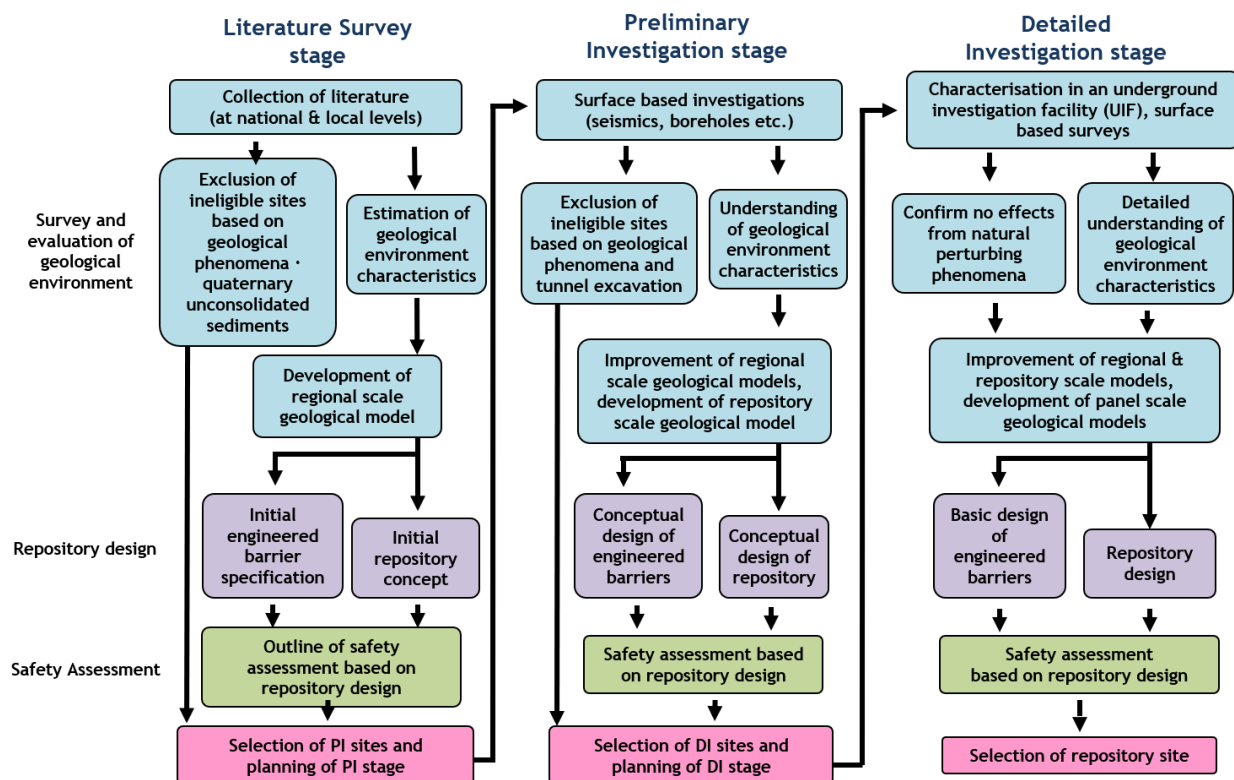 Literature Survey
stage
Preliminary
Investigation stage
Detailed
Investigation stage
Survey and
evaluation of
geological
environment
Repository design
Safety Assessment
Collection of literature
(at national & local levels)
Exclusion of
ineligible sites
based on
geological
phenomena ·
quaternary
unconsolidated
sediments
Estimation of
geological
environment
characteristics
Development of
regional scale
geological model
Initial
engineered
barrier
specification
Initial
repository
concept
Outline of safety
assessment based on
repository design
Selection of PI sites and
planning of PI stage
Surface based investigations
(seismics, boreholes etc.)
Exclusion of
ineligible sites
based on geological
phenomena and
tunnel excavation
Understanding
of geological
environment
characteristics
Improvement of regional
scale geological models,
development of repository
scale geological model
Conceptual
design of
engineered
barriers
Conceptual
design of
repository
Safety assessment based
on repository design
Selection of DI sites and
planning of DI stage
Characterisation in an underground
investigation facility (UIF), surface
based surveys
Confirm no effects
from natural
perturbing
phenomena
Detailed
understanding of
geological
environment
characteristics
Improvement of regional &
repository scale models,
development of panel scale
geological models
Basic design
of
engineered
barriers
Repository
design
Safety assessment
based on repository design
Selection of repository site